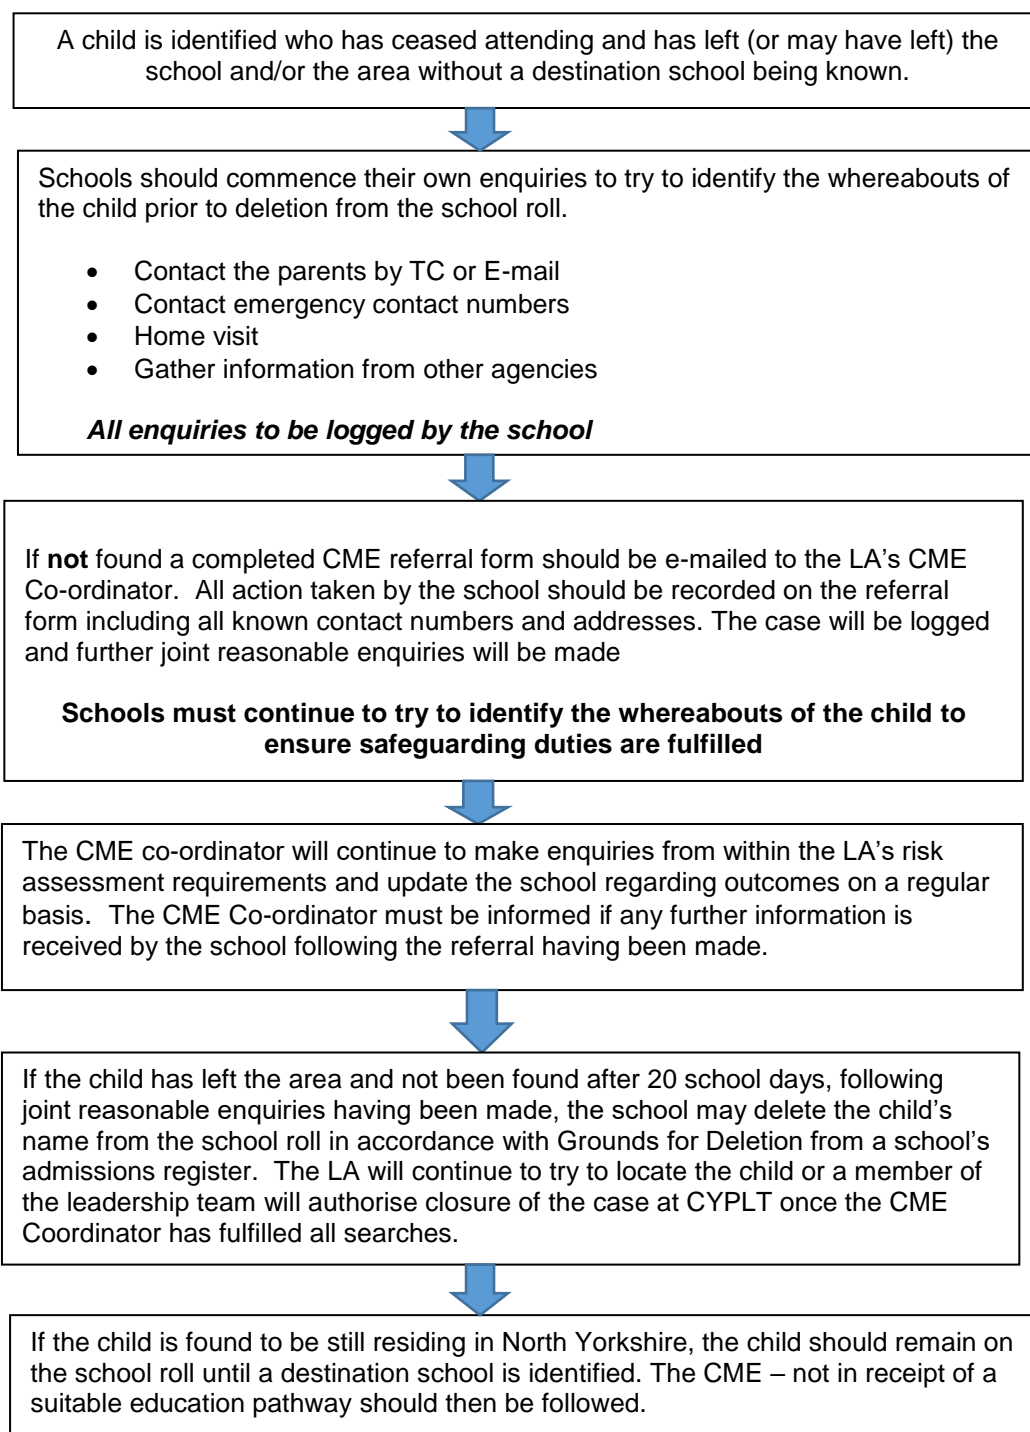 A child is identified who has ceased attending and has left (or may have left) the
school and/or the area without a destination school being known.
Schools should commence their own enquiries to try to identify the whereabouts of
the child prior to deletion from the school roll.
• Contact the parents by TC or E-mail
• Contact emergency contact numbers
• Home visit
• Gather information from other agencies
All enquiries to be logged by the school
If not found a completed CME referral form should be e-mailed to the LA's CME
Co-ordinator. All action taken by the school should be recorded on the referral
form including all known contact numbers and addresses. The case will be logged
and further joint reasonable enquiries will be made
Schools must continue to try to identify the whereabouts of the child to
ensure safeguarding duties are fulfilled
The CME co-ordinator will continue to make enquiries from within the LA's risk
assessment requirements and update the school regarding outcomes on a regular
basis. The CME Co-ordinator must be informed if any further information is
received by the school following the referral having been made.
If the child has left the area and not been found after 20 school days, following
joint reasonable enquiries having been made, the school may delete the child's
name from the school roll in accordance with Grounds for Deletion from a school's
admissions register. The LA will continue to try to locate the child or a member of
the leadership team will authorise closure of the case at CYPLT once the CME
Coordinator has fulfilled all searches.
If the child is found to be still residing in North Yorkshire, the child should remain on
the school roll until a destination school is identified. The CME – not in receipt of a
suitable education pathway should then be followed.